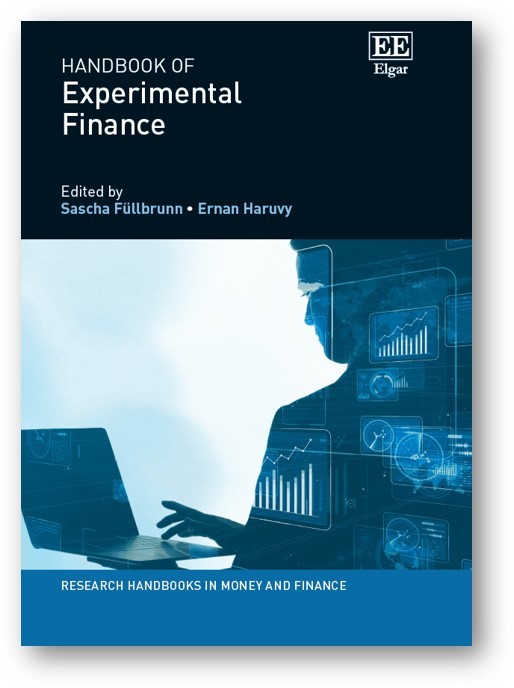 HANDBOOK OF
Experimental
Finance
EE
Elgar
Edited by
Sascha Füllbrunn • Ernan Haruvy
RESEARCH HANDBOOKS IN MONEY AND FINANCE